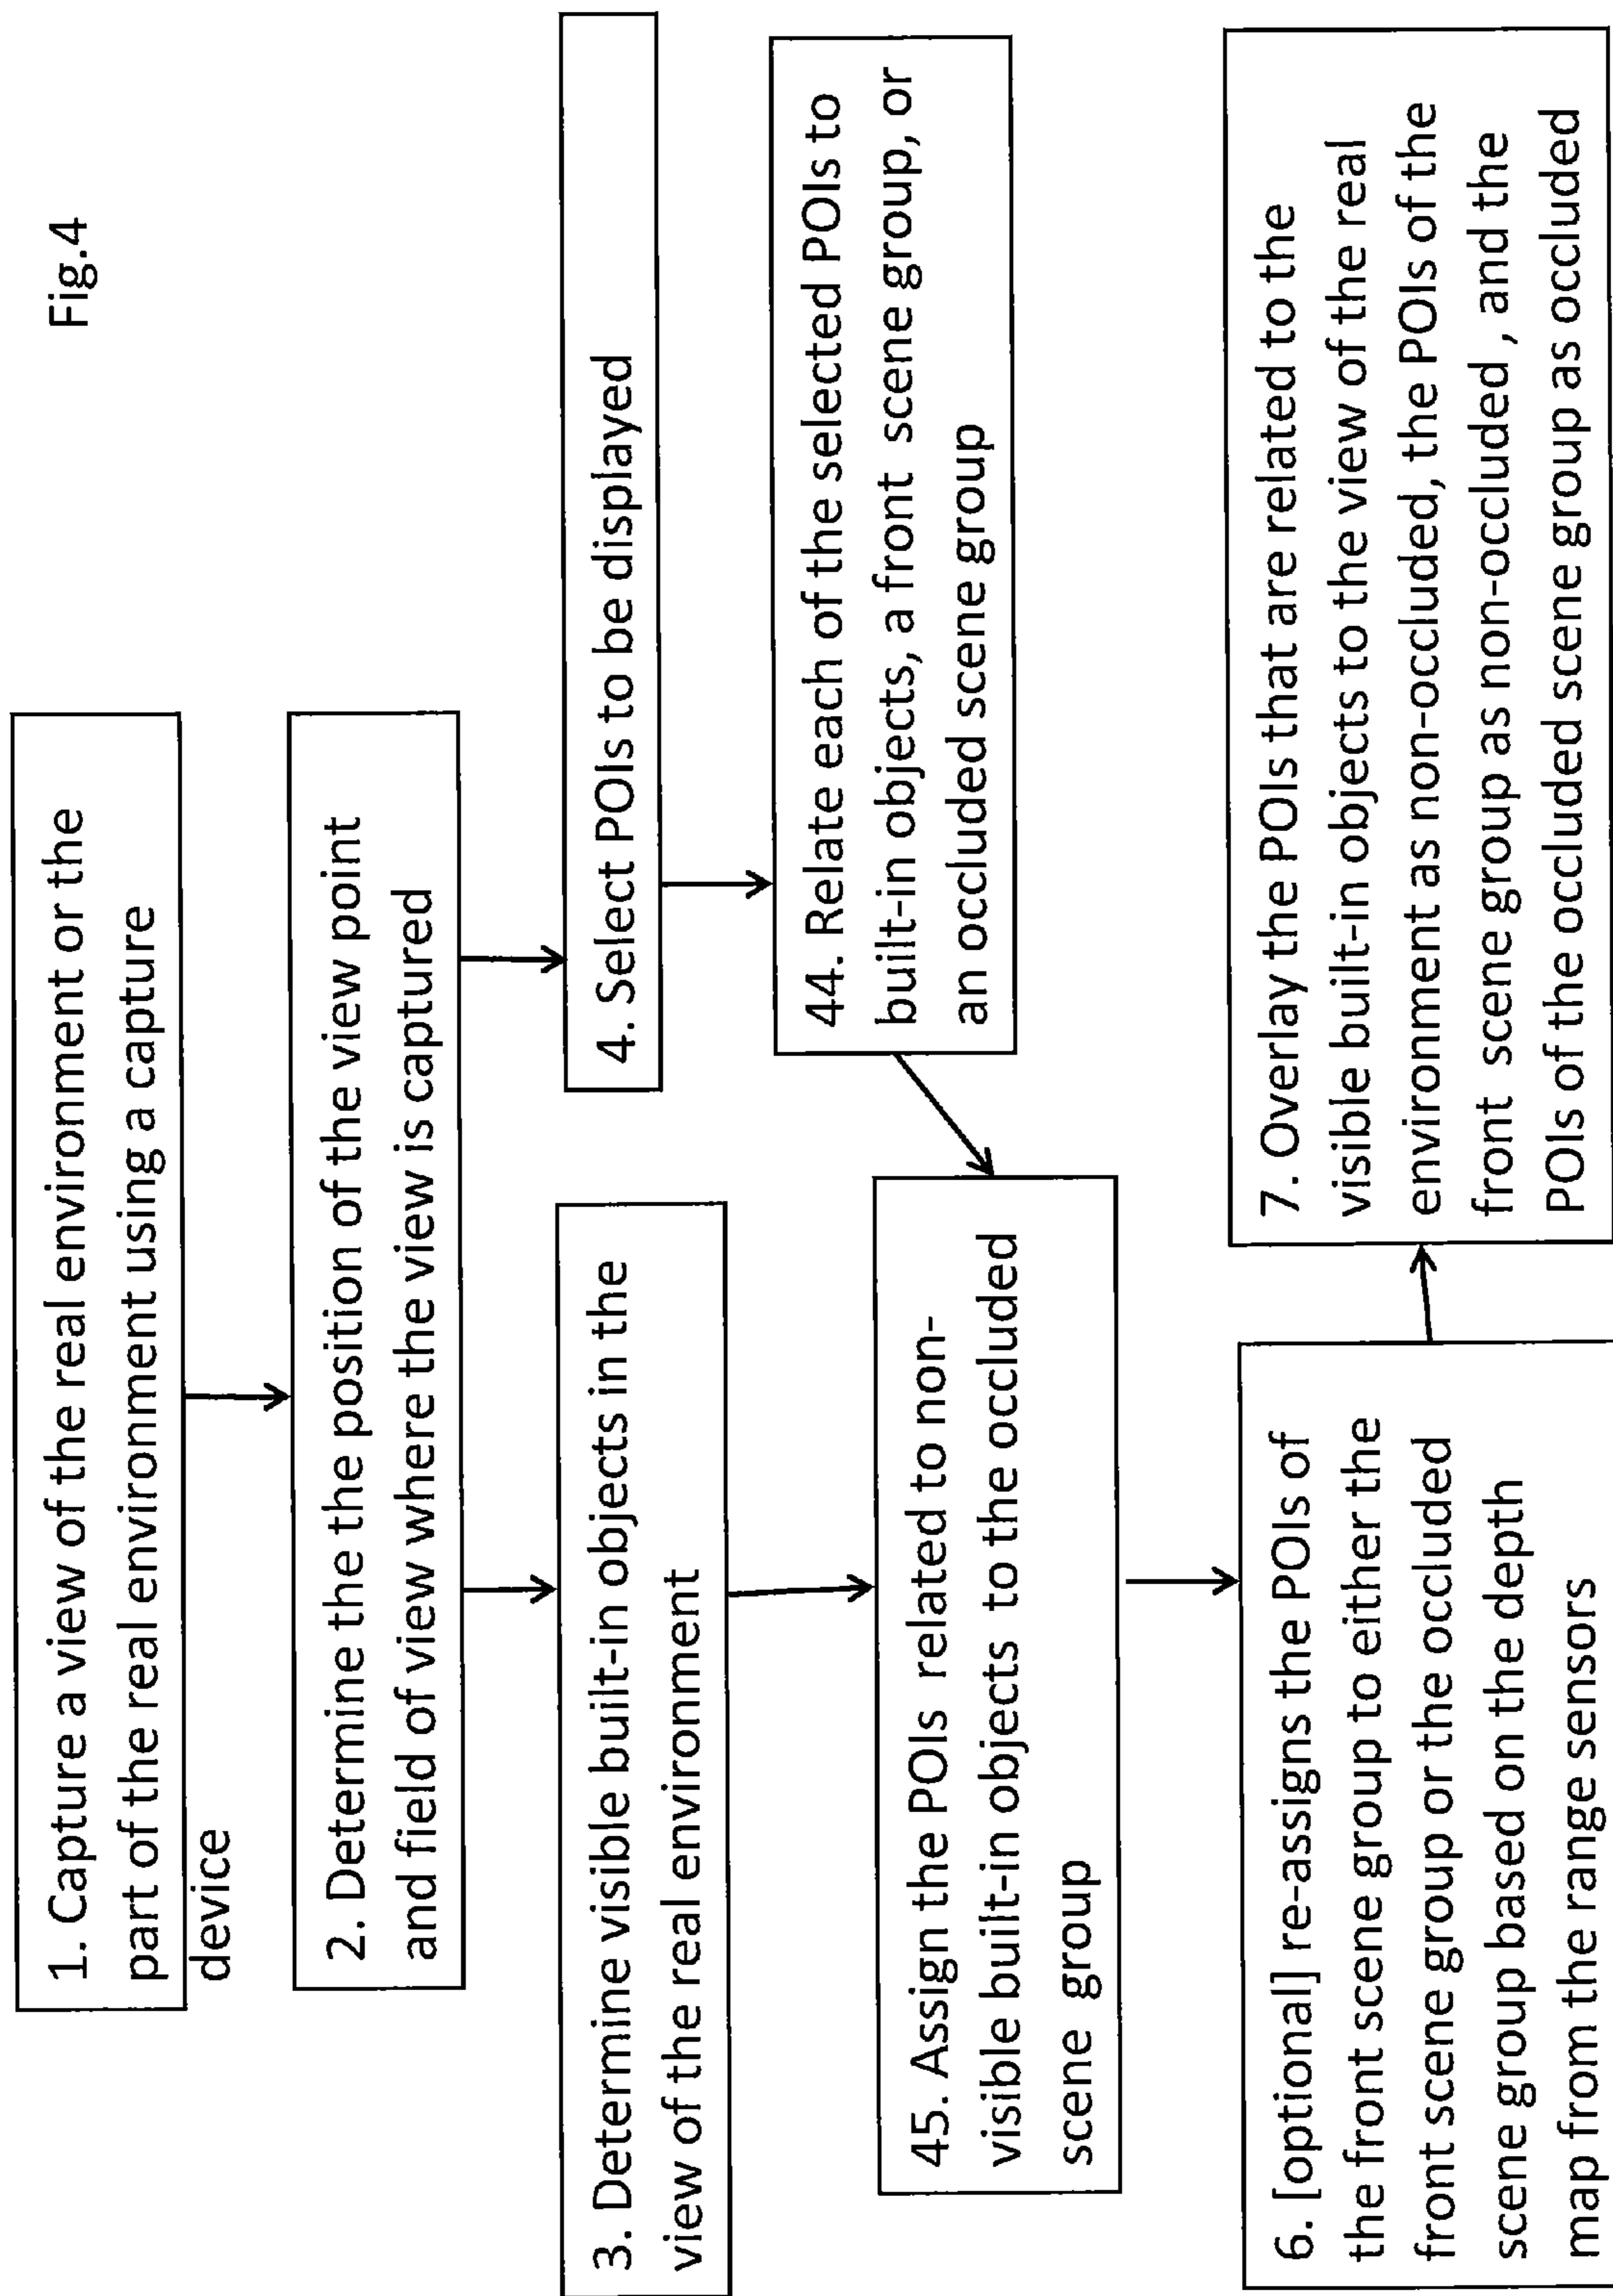 Fig.4
1. Capture a view of the real environment or the
part of the real environment using a capture
device
2. Determine the the position of the view point
and field of view where the view is captured
3. Determine visible built-in objects in the
view of the real environment
4. Select POIs to be displayed
44. Relate each of the selected POIs to
built-in objects, a front scene group, or
an occluded scene group
45. Assign the POIs related to non-
visible built-in objects to the occluded
scene group
6. [optional] re-assigns the POIs of
the front scene group to either the
front scene group or the occluded
scene group based on the depth
map from the range sensors
7. Overlay the POIs that are related to the
visible built-in objects to the view of the real
environment as non-occluded, the POIs of the
front scene group as non-occluded , and the
POIs of the occluded scene group as occluded